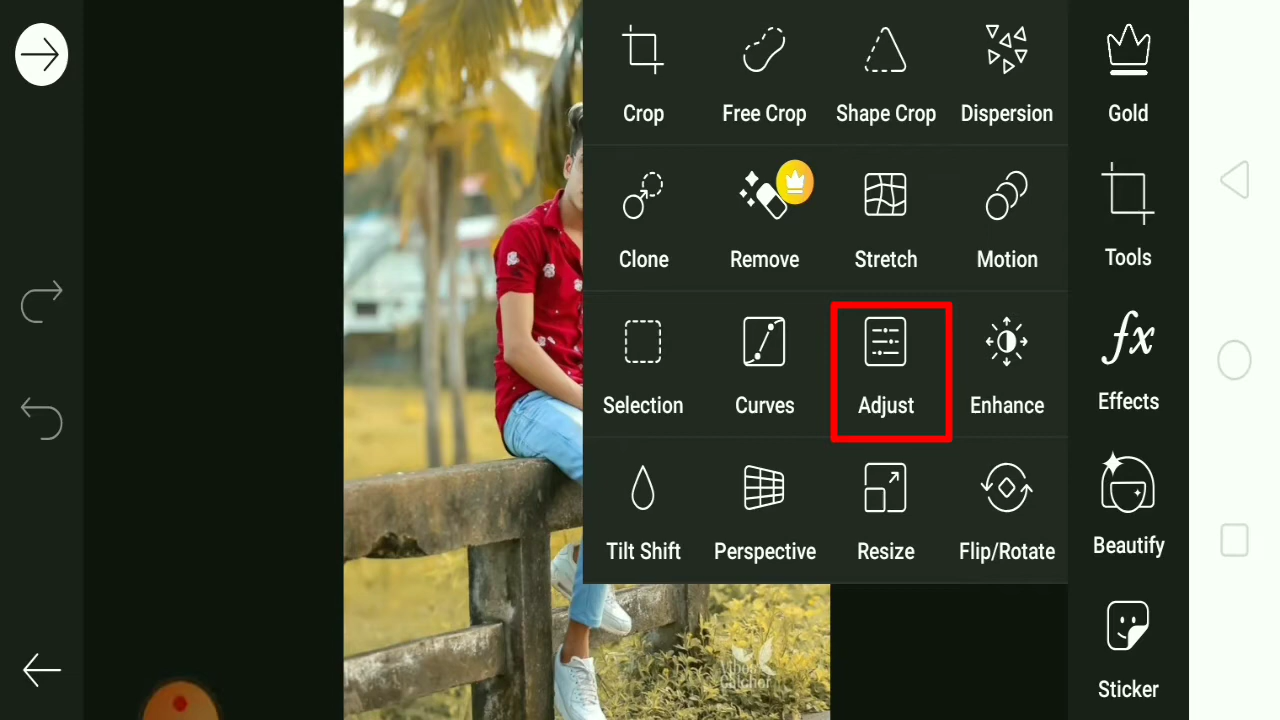 Crop
Free Crop
Shape Crop
Dispersion
Gold
Clone
Remove
Stretch
Motion
Tools
Selection
Curves
Adjust
Enhance
fx
Effects
Tilt Shift
Perspective
Resize
Flip/Rotate
Beautify
Sticker